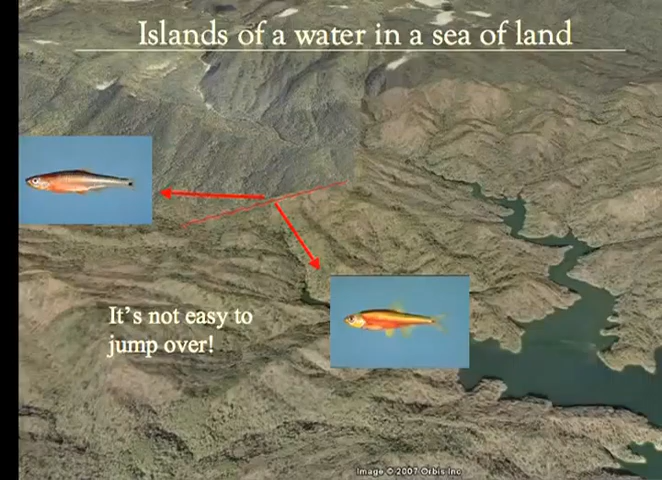 Islands of a water in a sea of land
It's not easy to
jump over!
Image © 2007 Orbis Inc